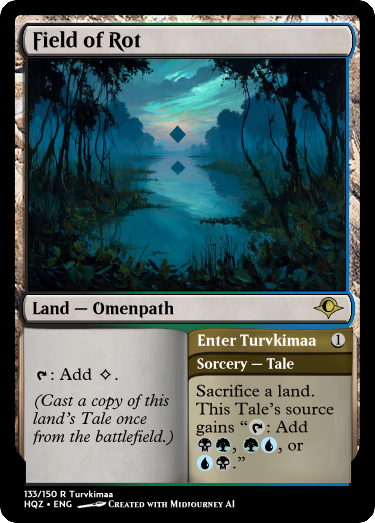 Field of Rot
Land — Omenpath
: Add .
(Cast a copy of this
land’s Tale once
from the battlefield.)
Enter Turvkimaa 1
Sorcery — Tale
Sacrifice a land.
This Tale’s source
gains “: Add
, , or
.”
133/150 R Turvkimaa
HQZ • ENG Created with Midjourney AI